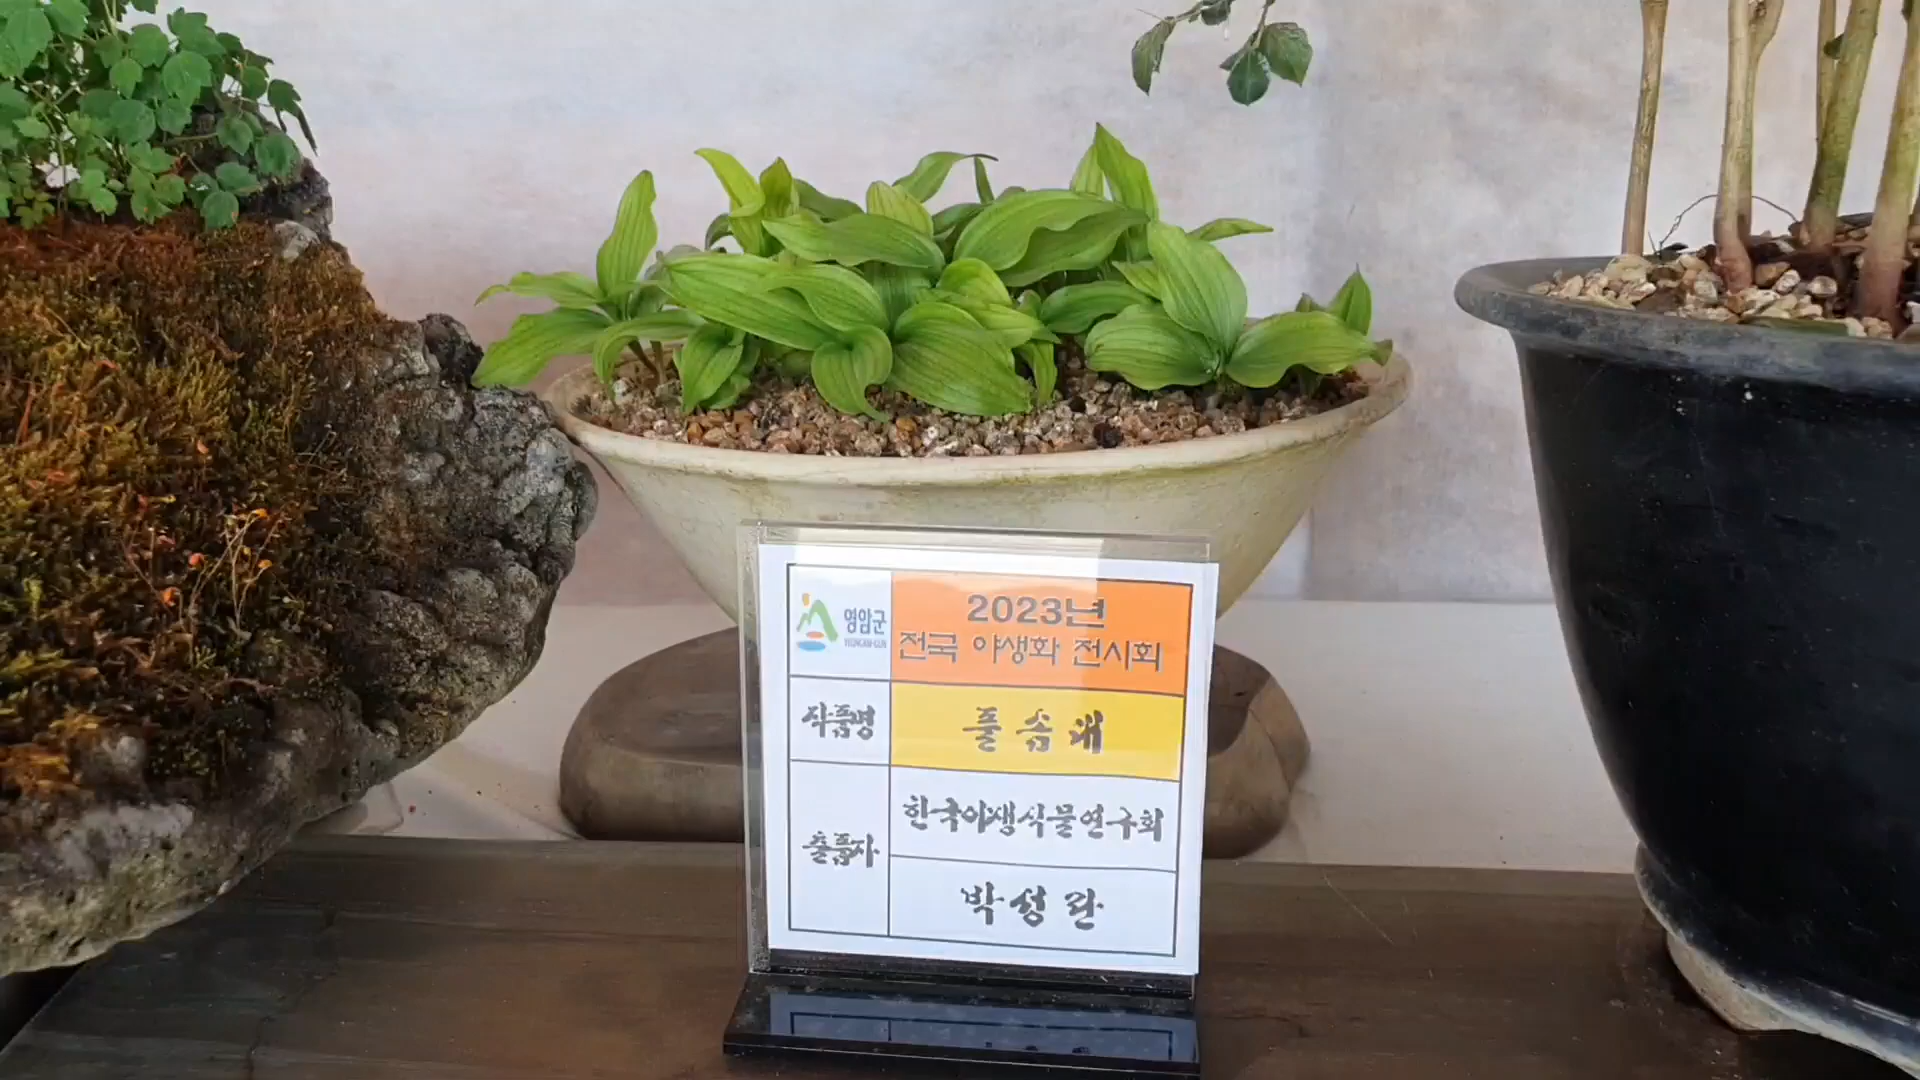 영암군
YEONGAM-GUN
2023년
전국 야생화 전시회
작품명
풀솜대
출품자
한국야생식물연구회
박성란